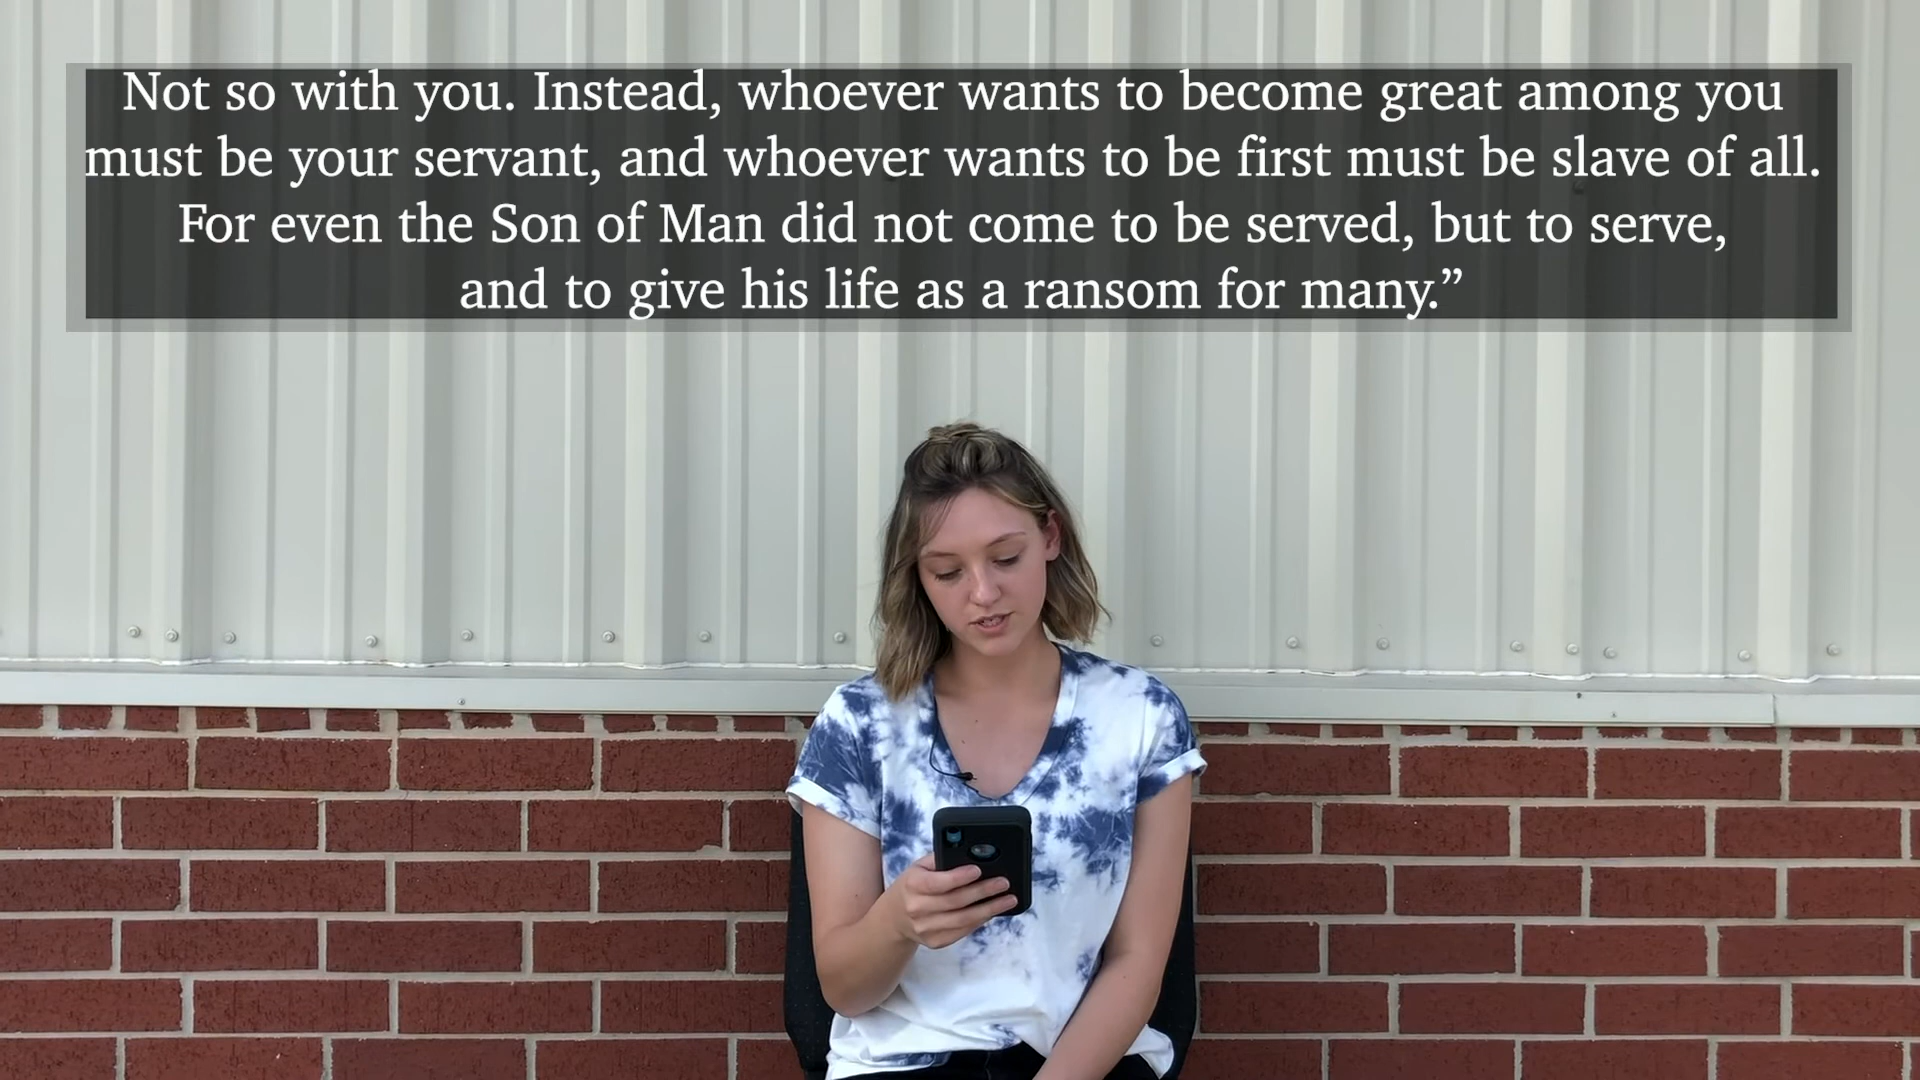 Not so with you. Instead, whoever wants to become great among you
must be your servant, and whoever wants to be first must be slave of all.
For even the Son of Man did not come to be served, but to serve,
and to give his life as a ransom for many.”